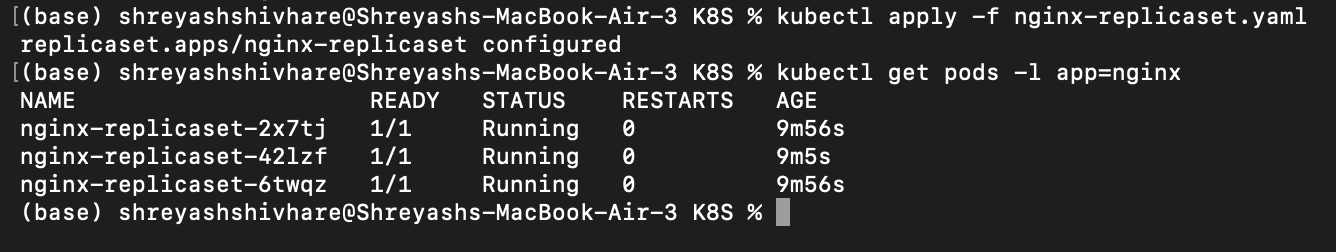 [(base) shreyashshivhare@Shreyashs-MacBook-Air-3 K8S % kubectl apply -f nginx-replicaset.yaml
replicaset.apps/nginx-replicaset configured
[(base) shreyashshivhare@Shreyashs-MacBook-Air-3 K8S % kubectl get pods -l app=nginx
NAME                     READY   STATUS    RESTARTS   AGE
nginx-replicaset-2x7tj   1/1     Running   0          9m56s
nginx-replicaset-42lzf   1/1     Running   0          9m5s
nginx-replicaset-6twqz   1/1     Running   0          9m56s
(base) shreyashshivhare@Shreyashs-MacBook-Air-3 K8S %